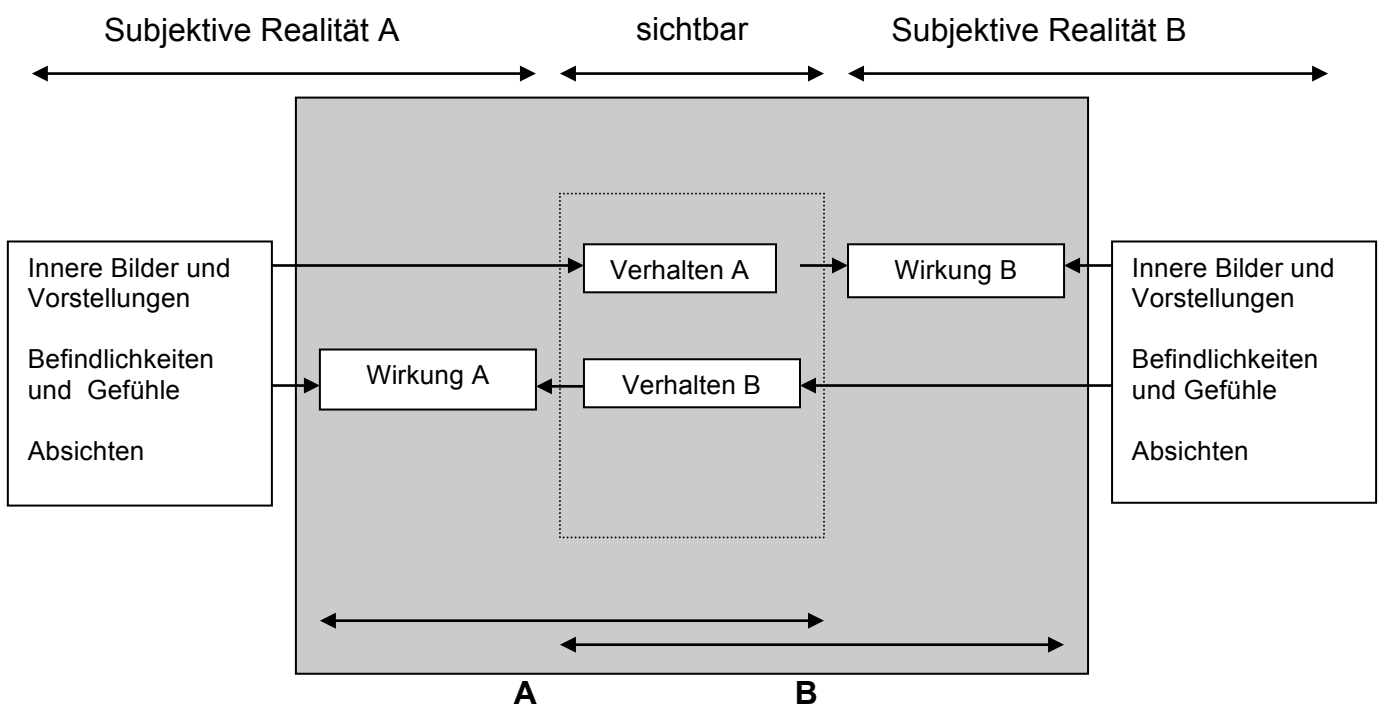 Subjektive Realität A
sichtbar
Subjektive Realität B
Innere Bilder und
Vorstellungen
Befindlichkeiten
und Gefühle
Absichten
Verhalten A
Wirkung B
Wirkung A
Verhalten B
Innere Bilder und
Vorstellungen
Befindlichkeiten
und Gefühle
Absichten
A
B